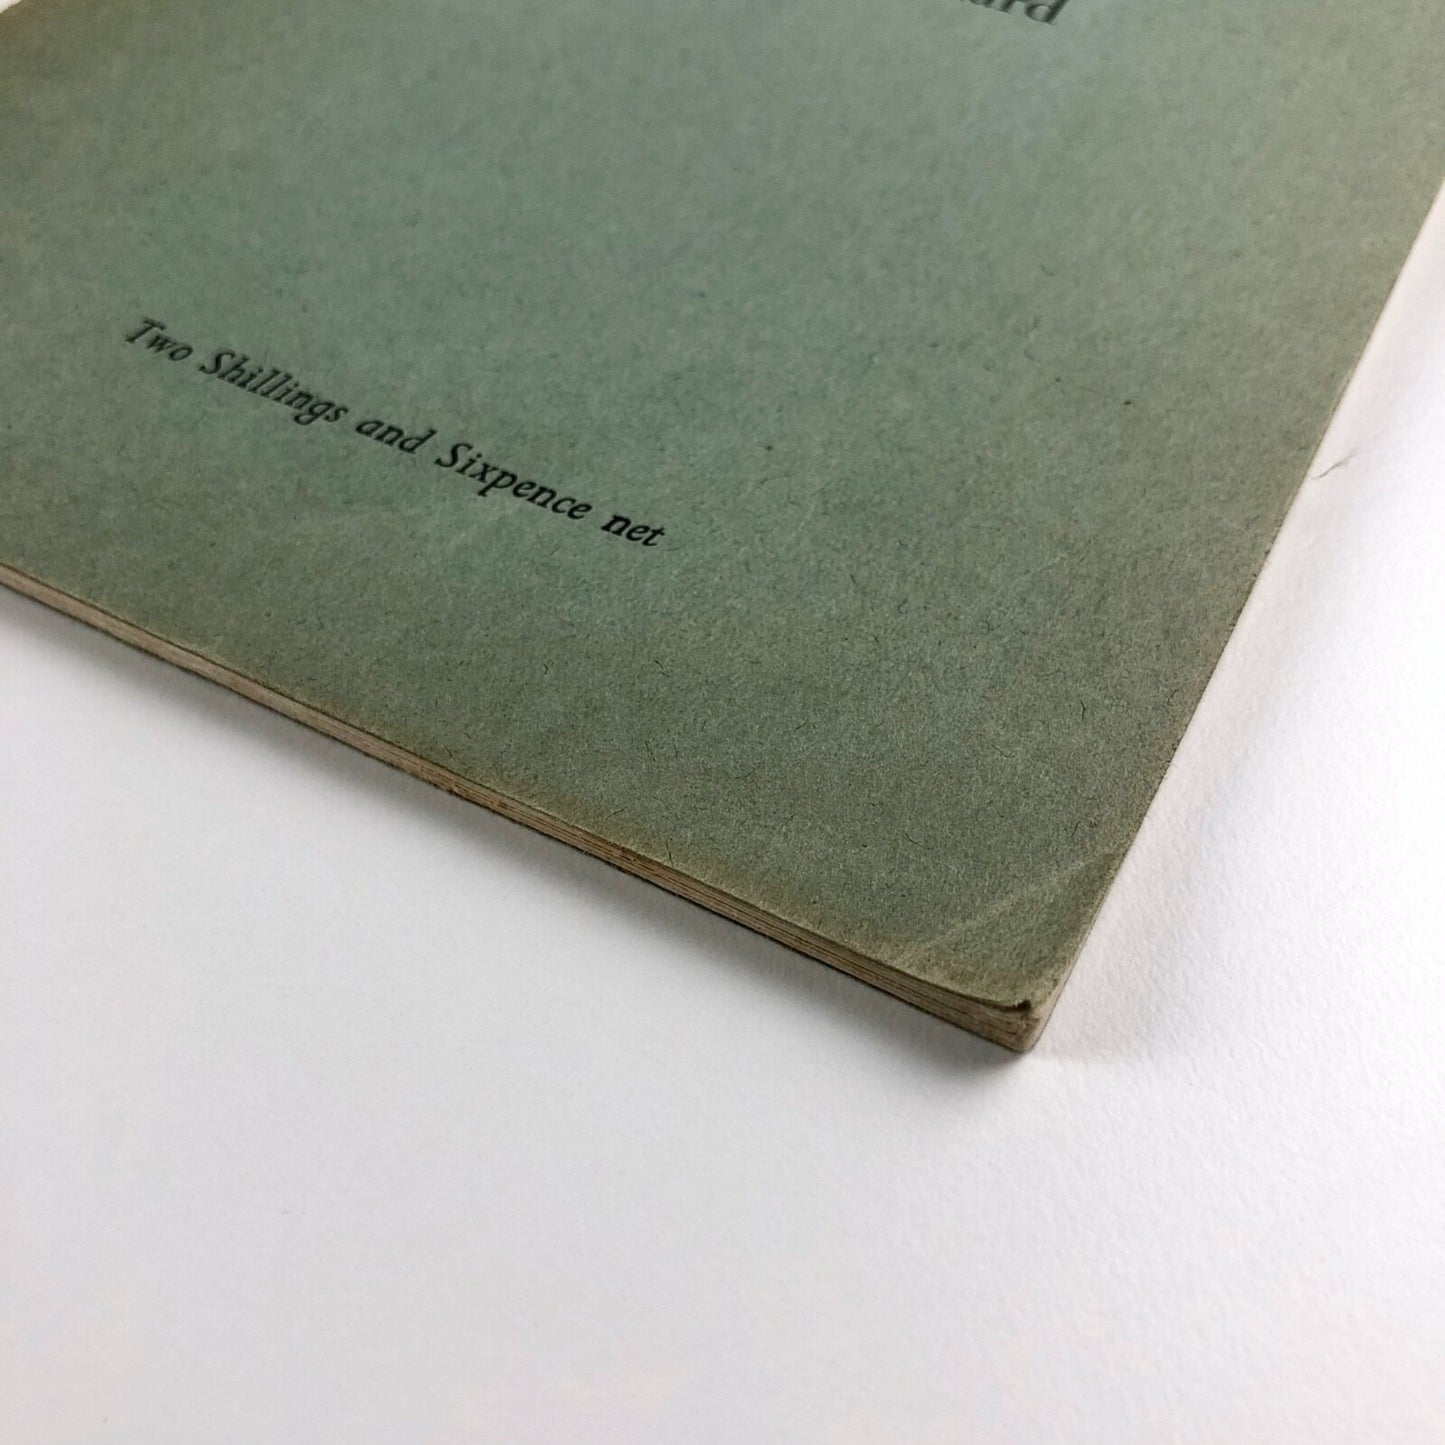 Two Shillings and Sixpence net